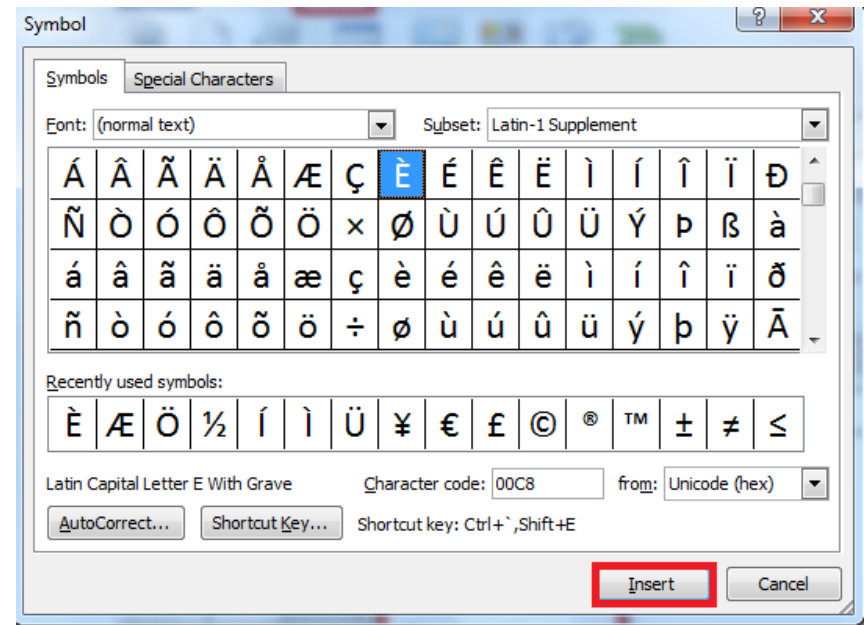 Symbol ? X
Symbols Special Characters
Font: (normal text) Subset: Latin-1 Supplement
Á Â Ã Ä Å Æ Ç È É Ê Ë Ì Í Î Ï Ð
Ñ Ò Ó Ô Õ Ö × Ø Ù Ú Û Ü Ý Þ ß à
á â ã ä å æ ç è é ê ë ì í î ï ð
ñ ò ó ô õ ö ÷ ø ù ú û ü ý þ ÿ Ā
Recently used symbols:
È Æ Ö ½ Í Ì Ü ¥ € £ © ® ™ ± ≠ ≤
Latin Capital Letter E With Grave Character code: 00C8 from: Unicode (hex)
AutoCorrect... Shortcut Key... Shortcut key: Ctrl+`,Shift+E
Insert Cancel